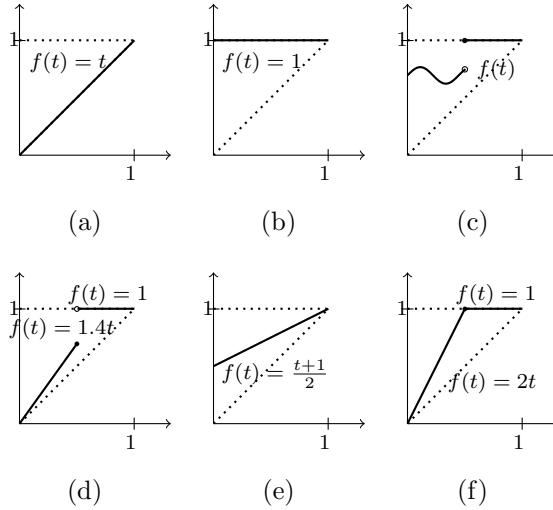 1
f(t) = t
1
(a)
1
f(t) = 1
1
(b)
1
f(t)
1
(c)
f(t) = 1
1
f(t) = 1.4t
1
(d)
1
f(t) = \frac{t+1}{2}
1
(e)
f(t) = 1
1
f(t) = 2t
1
(f)